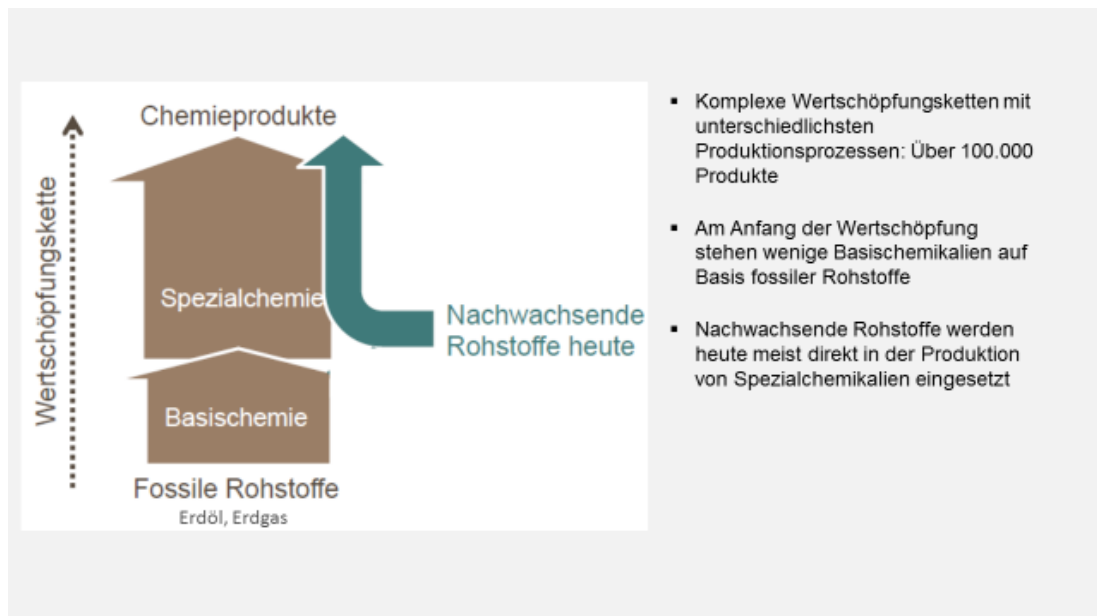 Chemieprodukte
Wertschöpfungskette
Spezialchemie
Nachwachsende
Rohstoffe heute
Basischemie
Fossile Rohstoffe
Erdöl, Erdgas
▪ Komplexe Wertschöpfungsketten mit
unterschiedlichsten
Produktionsprozessen: Über 100.000
Produkte
▪ Am Anfang der Wertschöpfung
stehen wenige Basischemikalien auf
Basis fossiler Rohstoffe
▪ Nachwachsende Rohstoffe werden
heute meist direkt in der Produktion
von Spezialchemikalien eingesetzt